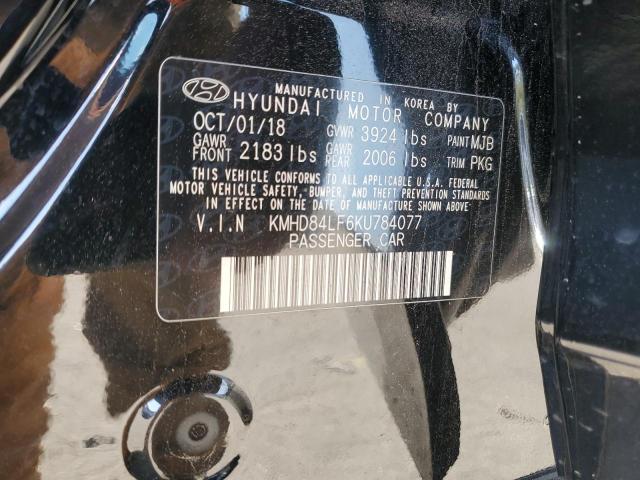 MANUFACTURED IN KOREA BY
HYUNDAI MOTOR COMPANY
OCT/01/18 GVWR 3924 lbs PAINT MJB
GAWR FRONT 2183 lbs GAWR REAR 2006 lbs TRIM PKG
THIS VEHICLE CONFORMS TO ALL APPLICABLE U.S.A. FEDERAL
MOTOR VEHICLE SAFETY, BUMPER, AND THEFT PREVENTION STANDARDS
IN EFFECT ON THE DATE OF MANUFACTURE SHOWN ABOVE.
V.I.N KMHD84LF6KU784077
PASSENGER CAR